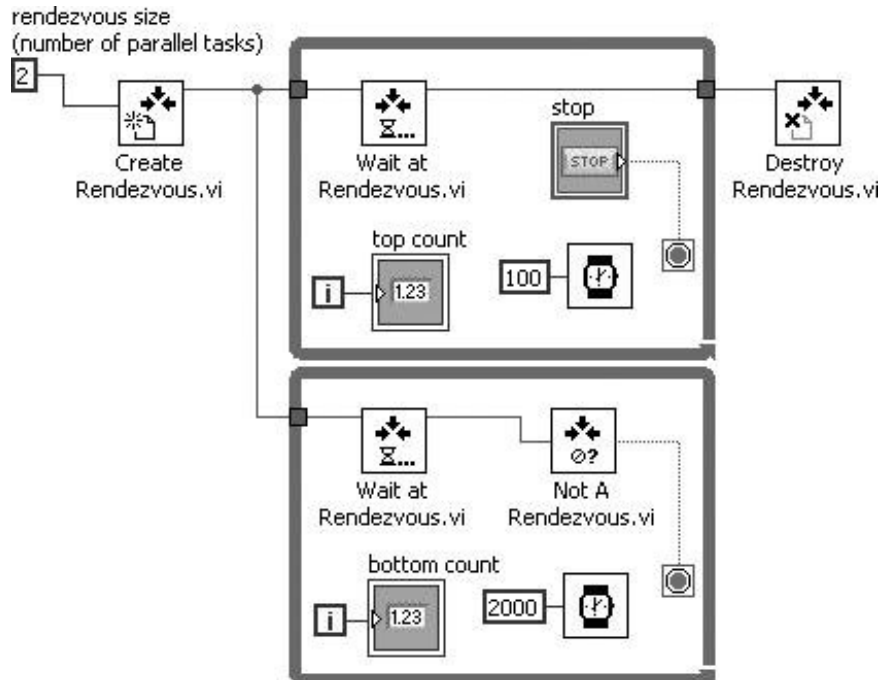 rendezvous size
(number of parallel tasks)
2
Create
Rendezvous.vi
Wait at
Rendezvous.vi
stop
STOP
Destroy
Rendezvous.vi
top count
i
1.23
100
Wait at
Rendezvous.vi
Not A
Rendezvous.vi
?
bottom count
i
1.23
2000